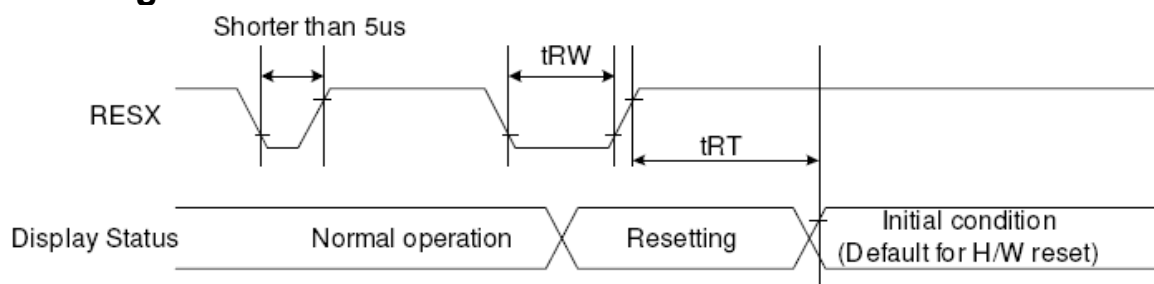 Shorter than 5us
tRW
RESX
tRT
Display Status
Normal operation
Resetting
Initial condition
(Default for H/W reset)